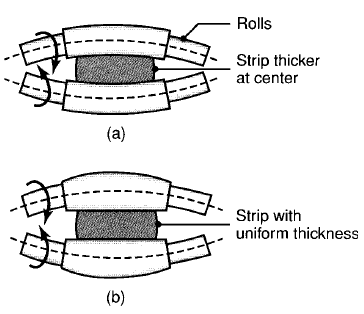 Rolls
Strip thicker
at center
(a)
Strip with
uniform thickness
(b)